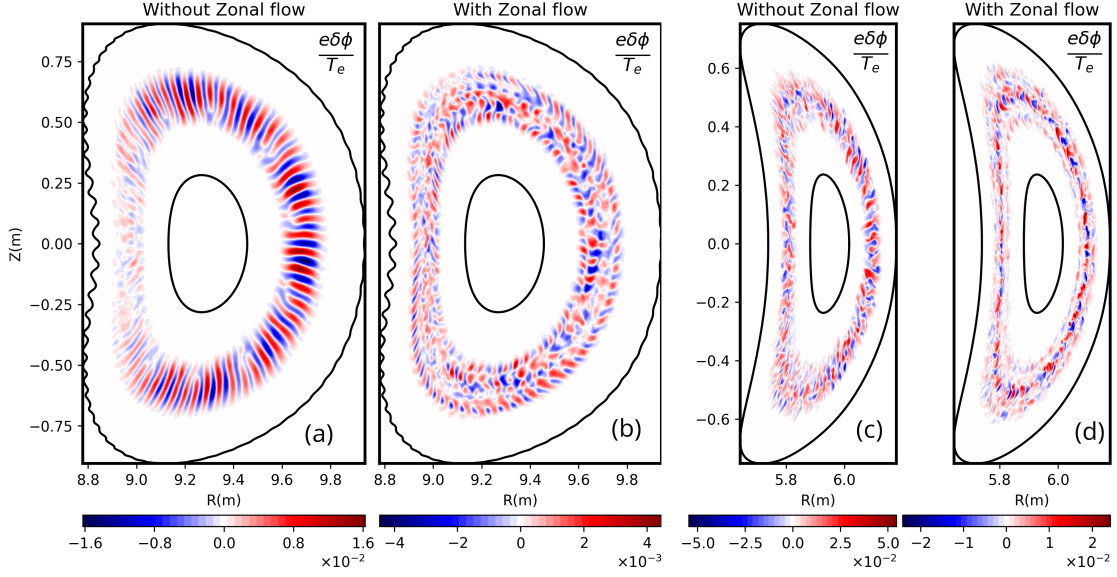 Without Zonal flow
With Zonal flow
Without Zonal flow
With Zonal flow
eδϕ
T_e
eδϕ
T_e
eδϕ
T_e
eδϕ
T_e
Z(m)
0.75
0.50
0.25
0.00
−0.25
−0.50
−0.75
0.6
0.4
0.2
0.0
−0.2
−0.4
−0.6
(a)
(b)
(c)
(d)
8.8 9.0 9.2 9.4 9.6 9.8
8.8 9.0 9.2 9.4 9.6 9.8
5.8 6.0
5.8 6.0
R(m)
R(m)
R(m)
R(m)
−1.6 −0.8 0.0 0.8 1.6
×10⁻²
−4 −2 0 2 4
×10⁻³
−5.0 −2.5 0.0 2.5 5.0
×10⁻²
−2 −1 0 1 2
×10⁻²